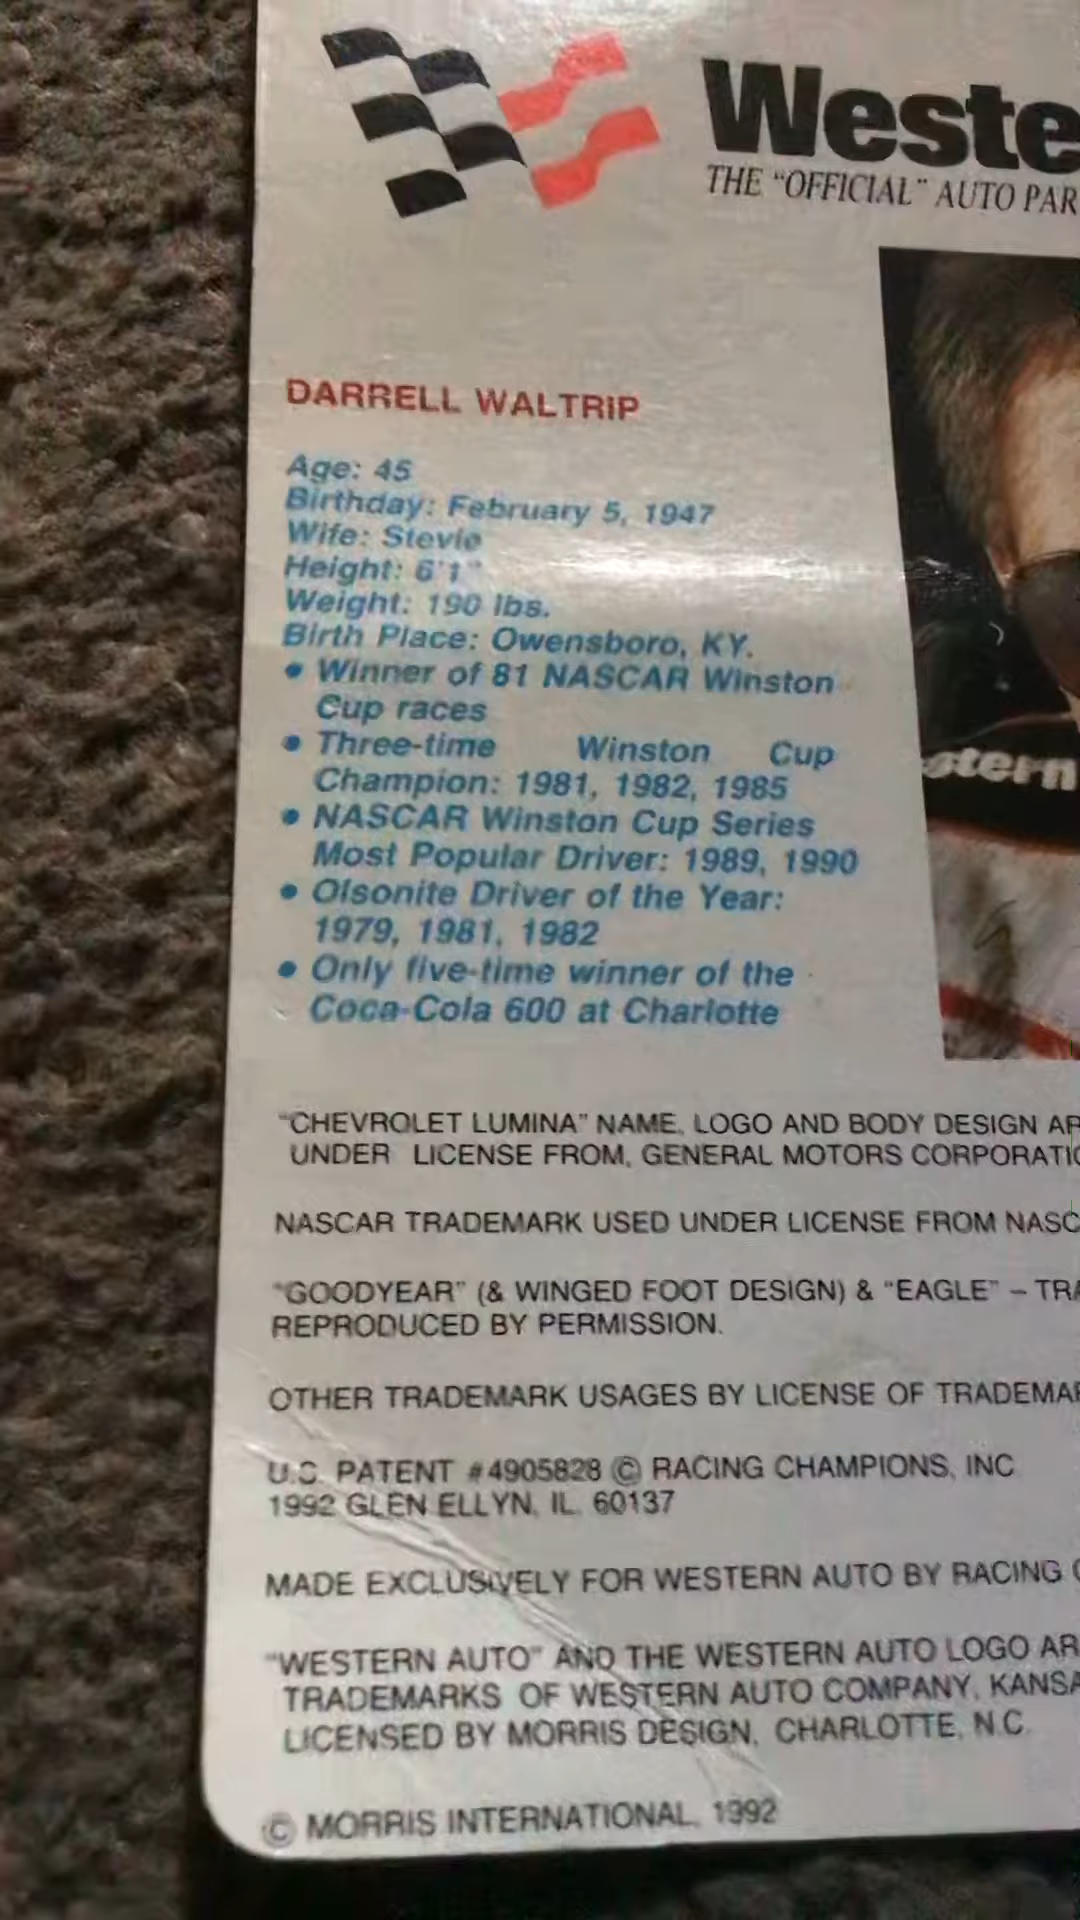 Weste
THE "OFFICIAL" AUTO PAR
DARRELL WALTRIP
Age: 45
Birthday: February 5, 1947
Wife: Stevie
Height: 6'1"
Weight: 190 lbs.
Birth Place: Owensboro, KY.
• Winner of 81 NASCAR Winston
Cup races
• Three-time Winston Cup
Champion: 1981, 1982, 1985
• NASCAR Winston Cup Series
Most Popular Driver: 1989, 1990
• Olsonite Driver of the Year:
1979, 1981, 1982
• Only five-time winner of the
Coca-Cola 600 at Charlotte
stern
"CHEVROLET LUMINA" NAME, LOGO AND BODY DESIGN AR
UNDER LICENSE FROM, GENERAL MOTORS CORPORATIO
NASCAR TRADEMARK USED UNDER LICENSE FROM NASC
"GOODYEAR" (& WINGED FOOT DESIGN) & "EAGLE" – TRA
REPRODUCED BY PERMISSION.
OTHER TRADEMARK USAGES BY LICENSE OF TRADEMAR
U.S. PATENT #4905828 © RACING CHAMPIONS, INC
1992 GLEN ELLYN, IL 60137
MADE EXCLUSIVELY FOR WESTERN AUTO BY RACING C
"WESTERN AUTO" AND THE WESTERN AUTO LOGO AR
TRADEMARKS OF WESTERN AUTO COMPANY, KANSA
LICENSED BY MORRIS DESIGN, CHARLOTTE, N.C.
© MORRIS INTERNATIONAL, 1992